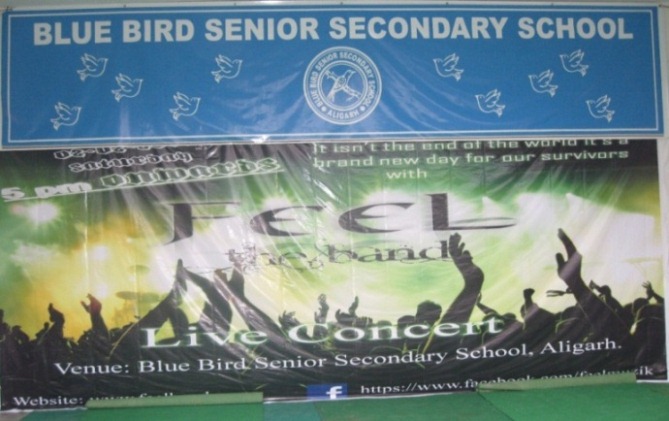 BLUE BIRD SENIOR SECONDARY SCHOOL
BLUE BIRD SENIOR SECONDARY SCHOOL
ALIGARH
saturday
5 pm onwards
It isn't the end of the world it's a
brand new day for our survivors
with
FEEL
the band
Live Concert
Venue: Blue Bird Senior Secondary School, Aligarh.
Website:
f https://www.facebook.com/feelmuzik